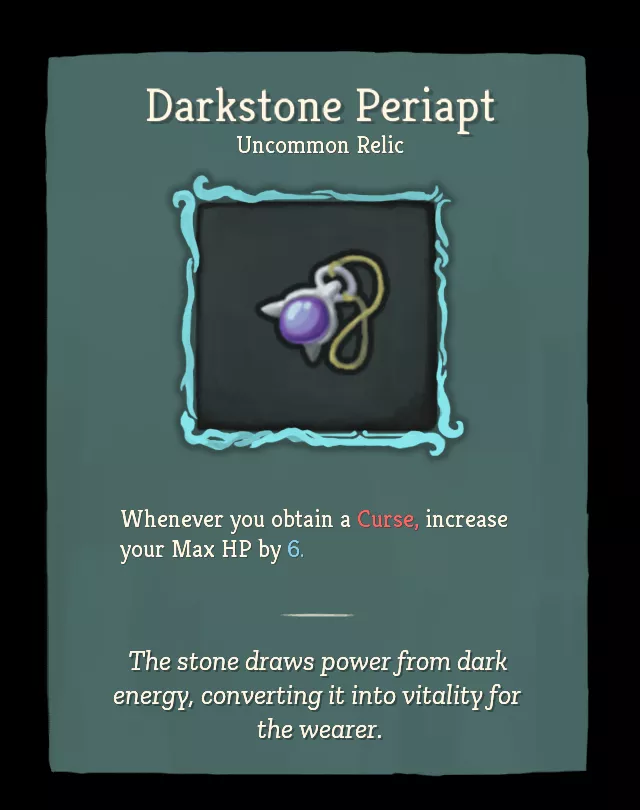 Darkstone Periapt
Uncommon Relic
Whenever you obtain a Curse, increase
your Max HP by 6.
The stone draws power from dark
energy, converting it into vitality for
the wearer.